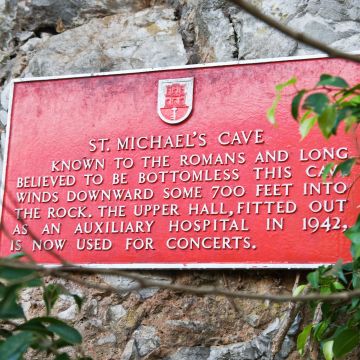 ST. MICHAEL'S CAVE
KNOWN TO THE ROMANS AND LONG
BELIEVED TO BE BOTTOMLESS THIS CAVE
WINDS DOWNWARD SOME 700 FEET INTO
THE ROCK. THE UPPER HALL, FITTED OUT
AS AN AUXILIARY HOSPITAL IN 1942,
IS NOW USED FOR CONCERTS.